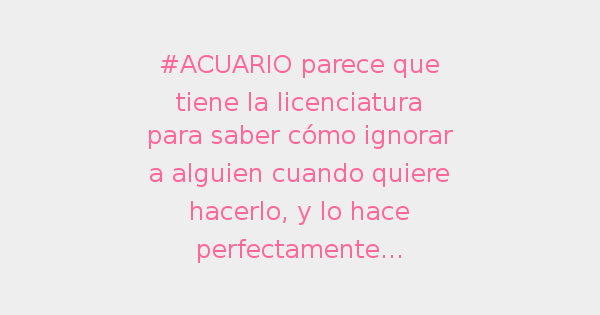 #ACUARIO parece que
tiene la licenciatura
para saber cómo ignorar
a alguien cuando quiere
hacerlo, y lo hace
perfectamente...